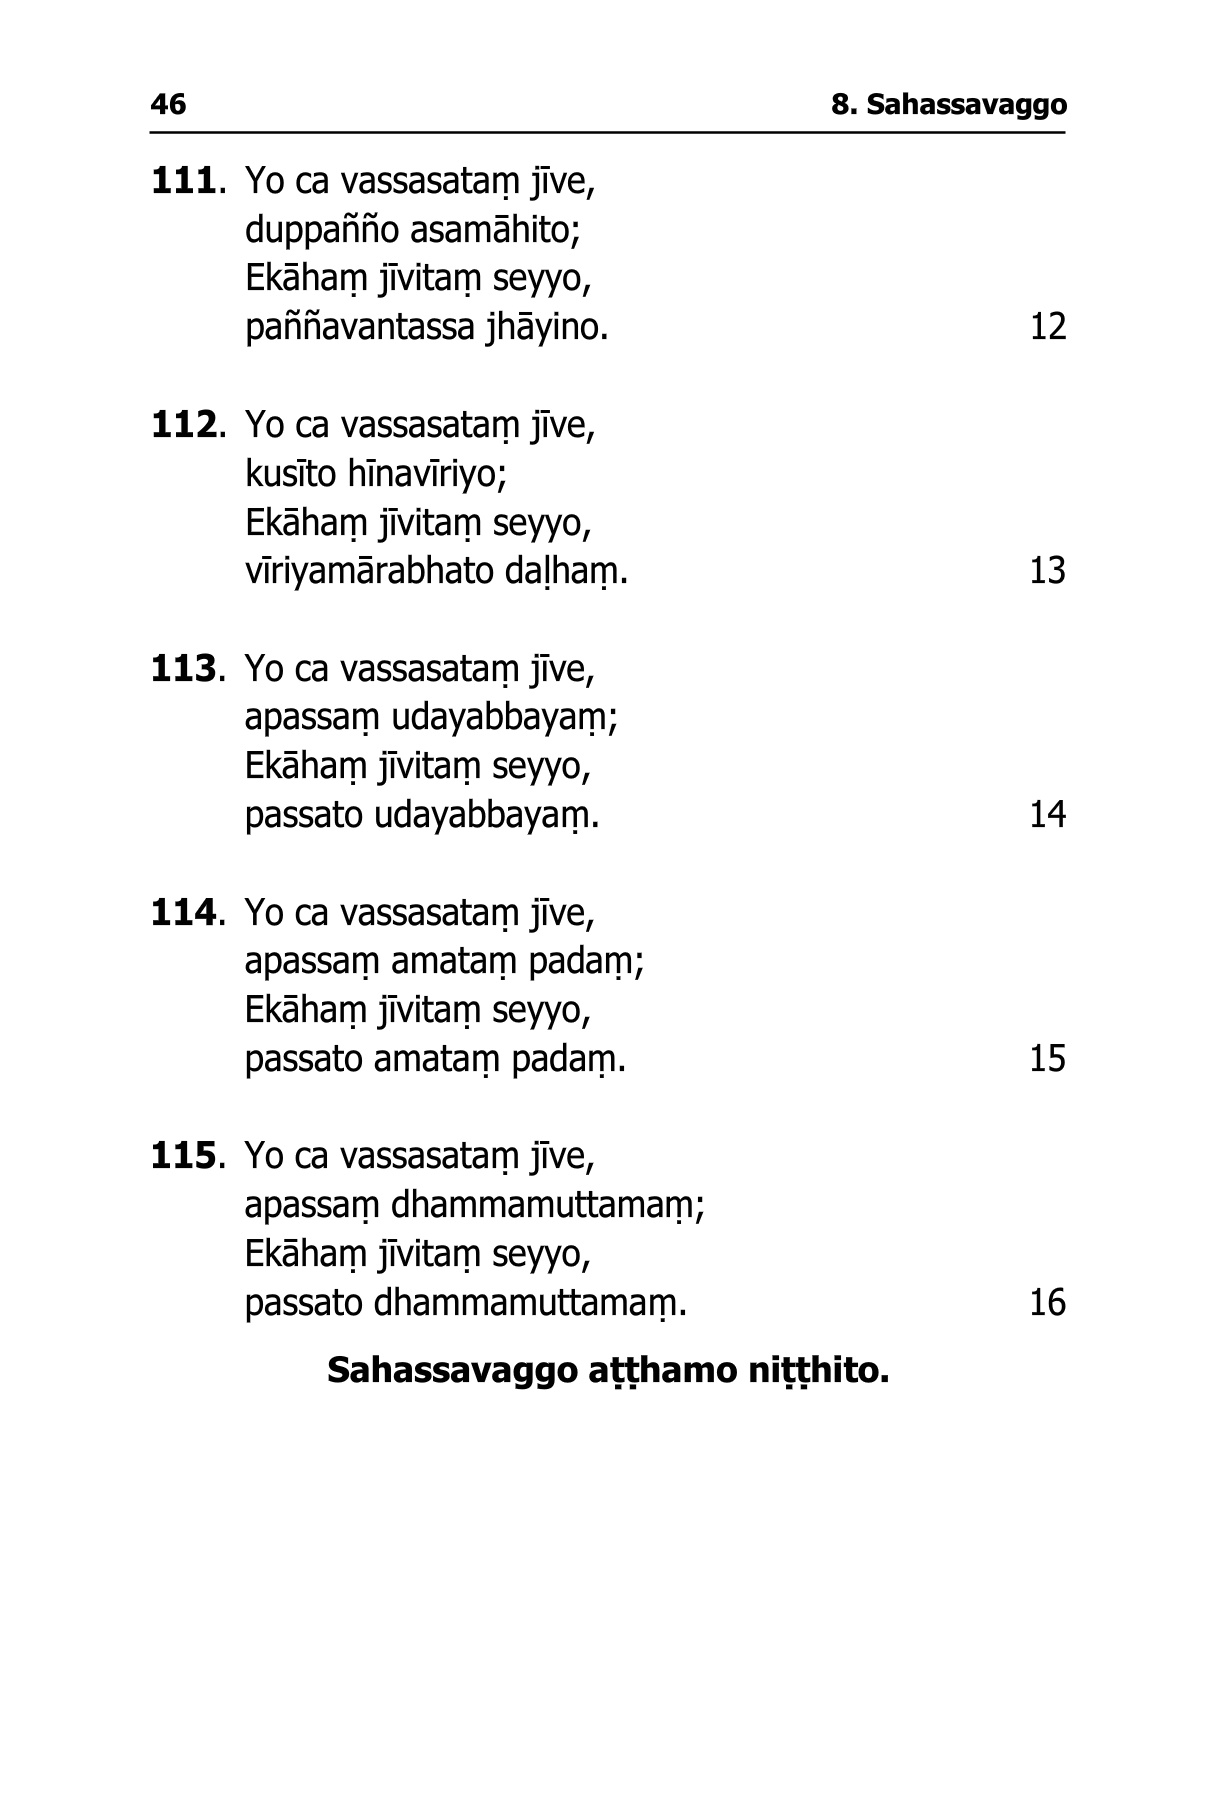 46 8. Sahassavaggo
111. Yo ca vassasataṃ jīve,
duppañño asamāhito;
Ekāhaṃ jīvitaṃ seyyo,
paññavantassa jhāyino. 12
112. Yo ca vassasataṃ jīve,
kusīto hīnavīriyo;
Ekāhaṃ jīvitaṃ seyyo,
vīriyamārabhato daḷhaṃ. 13
113. Yo ca vassasataṃ jīve,
apassaṃ udayabbayaṃ;
Ekāhaṃ jīvitaṃ seyyo,
passato udayabbayaṃ. 14
114. Yo ca vassasataṃ jīve,
apassaṃ amataṃ padaṃ;
Ekāhaṃ jīvitaṃ seyyo,
passato amataṃ padaṃ. 15
115. Yo ca vassasataṃ jīve,
apassaṃ dhammamuttamaṃ;
Ekāhaṃ jīvitaṃ seyyo,
passato dhammamuttamaṃ. 16
Sahassavaggo aṭṭhamo niṭṭhito.